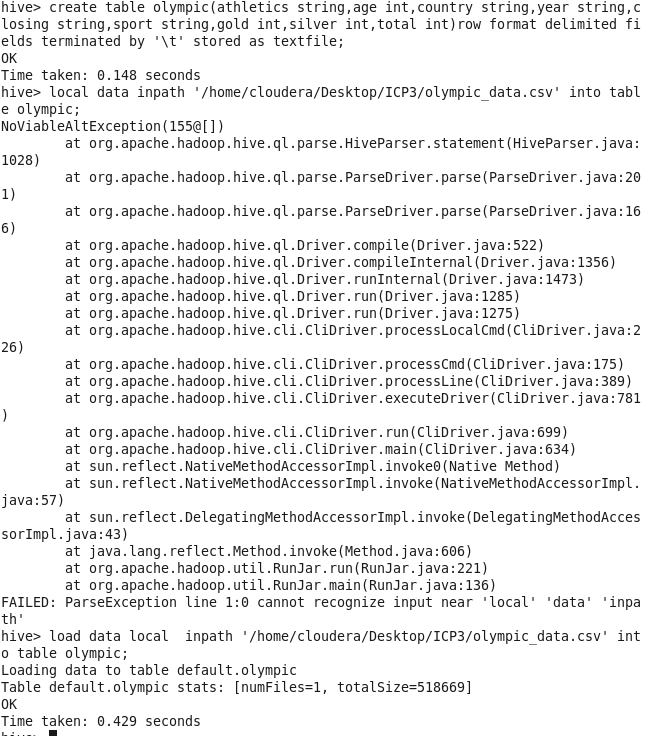 hive> create table olympic(athletics string,age int,country string,year string,c
losing string,sport string,gold int,silver int,total int)row format delimited fi
elds terminated by '\t' stored as textfile;
OK
Time taken: 0.148 seconds
hive> local data inpath '/home/cloudera/Desktop/ICP3/olympic_data.csv' into tabl
e olympic;
NoViableAltException(155@[])
        at org.apache.hadoop.hive.ql.parse.HiveParser.statement(HiveParser.java:
1028)
        at org.apache.hadoop.hive.ql.parse.ParseDriver.parse(ParseDriver.java:20
1)
        at org.apache.hadoop.hive.ql.parse.ParseDriver.parse(ParseDriver.java:16
6)
        at org.apache.hadoop.hive.ql.Driver.compile(Driver.java:522)
        at org.apache.hadoop.hive.ql.Driver.compileInternal(Driver.java:1356)
        at org.apache.hadoop.hive.ql.Driver.runInternal(Driver.java:1473)
        at org.apache.hadoop.hive.ql.Driver.run(Driver.java:1285)
        at org.apache.hadoop.hive.ql.Driver.run(Driver.java:1275)
        at org.apache.hadoop.hive.cli.CliDriver.processLocalCmd(CliDriver.java:2
26)
        at org.apache.hadoop.hive.cli.CliDriver.processCmd(CliDriver.java:175)
        at org.apache.hadoop.hive.cli.CliDriver.processLine(CliDriver.java:389)
        at org.apache.hadoop.hive.cli.CliDriver.executeDriver(CliDriver.java:781
)
        at org.apache.hadoop.hive.cli.CliDriver.run(CliDriver.java:699)
        at org.apache.hadoop.hive.cli.CliDriver.main(CliDriver.java:634)
        at sun.reflect.NativeMethodAccessorImpl.invoke0(Native Method)
        at sun.reflect.NativeMethodAccessorImpl.invoke(NativeMethodAccessorImpl.
java:57)
        at sun.reflect.DelegatingMethodAccessorImpl.invoke(DelegatingMethodAcces
sorImpl.java:43)
        at java.lang.reflect.Method.invoke(Method.java:606)
        at org.apache.hadoop.util.RunJar.run(RunJar.java:221)
        at org.apache.hadoop.util.RunJar.main(RunJar.java:136)
FAILED: ParseException line 1:0 cannot recognize input near 'local' 'data' 'inpa
th'
hive> load data local  inpath '/home/cloudera/Desktop/ICP3/olympic_data.csv' int
o table olympic;
Loading data to table default.olympic
Table default.olympic stats: [numFiles=1, totalSize=518669]
OK
Time taken: 0.429 seconds
hive>